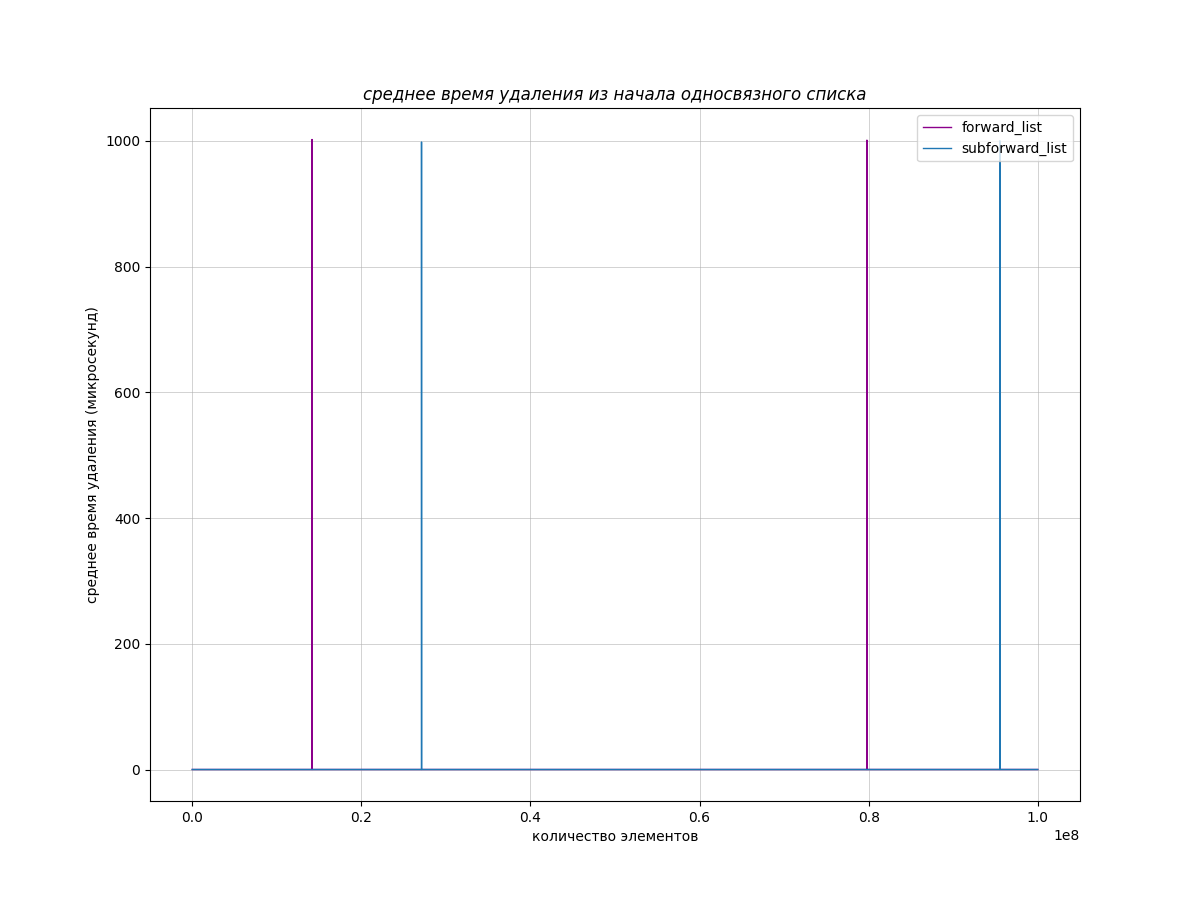 среднее время удаления из начала односвязного списка
forward_list
subforward_list
1000
800
600
400
200
0
среднее время удаления (микросекунд)
0.0 0.2 0.4 0.6 0.8 1.0
1e8
количество элементов